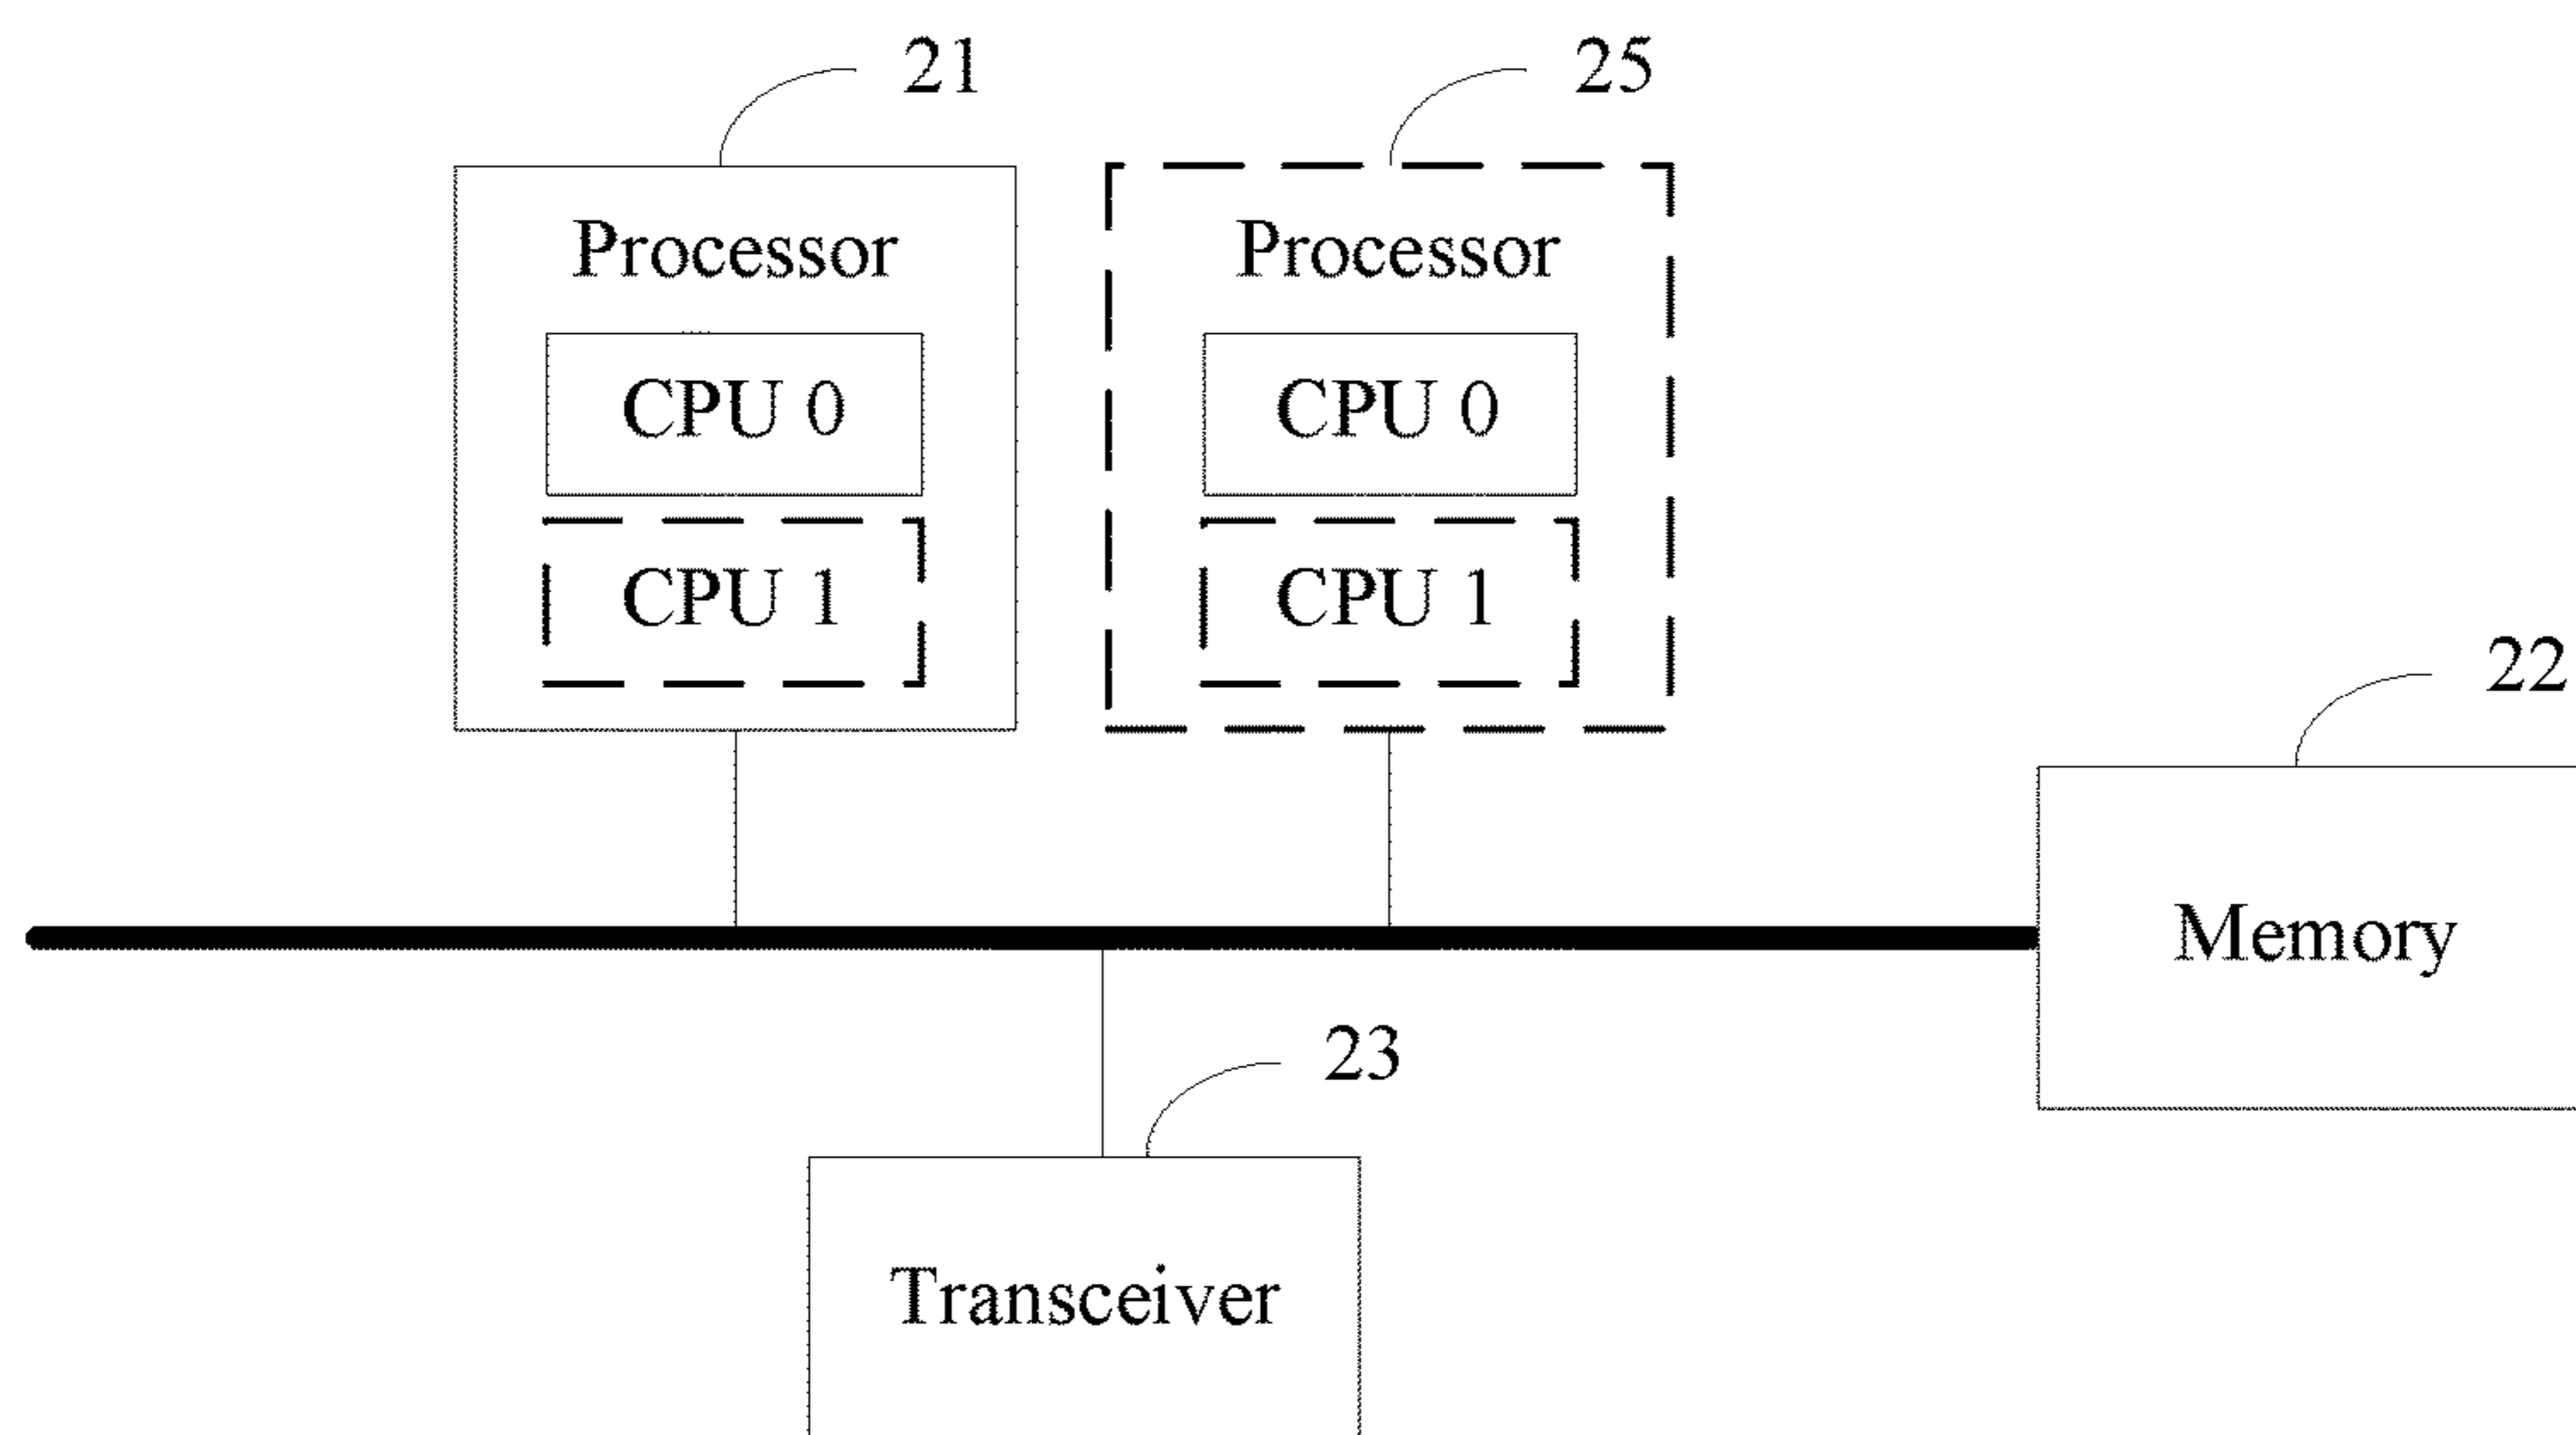 21
25
Processor
Processor
CPU 0
CPU 0
CPU 1
CPU 1
22
Memory
23
Transceiver